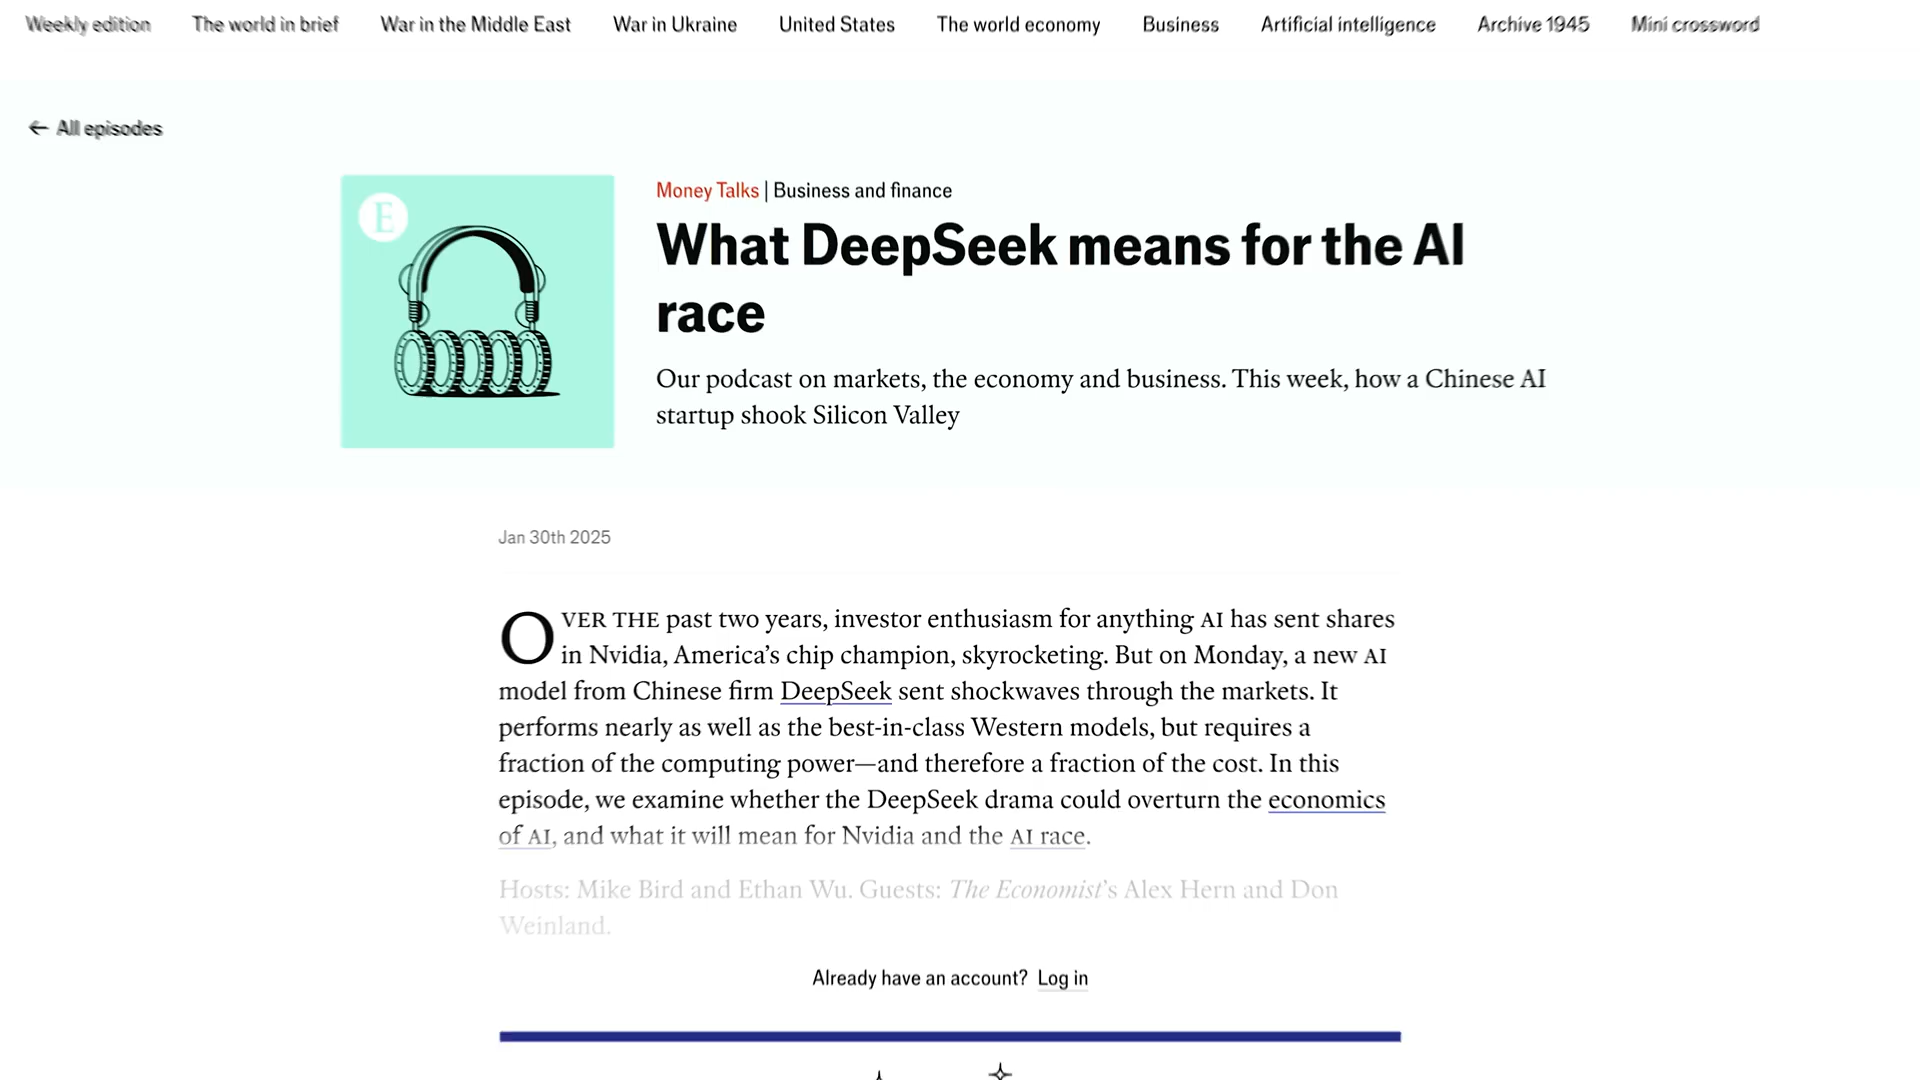 Weekly edition The world in brief War in the Middle East War in Ukraine United States The world economy Business Artificial intelligence Archive 1945 Mini crossword
← All episodes
E
Money Talks | Business and finance
What DeepSeek means for the AI
race
Our podcast on markets, the economy and business. This week, how a Chinese AI
startup shook Silicon Valley
Jan 30th 2025
OVER THE past two years, investor enthusiasm for anything AI has sent shares
in Nvidia, America’s chip champion, skyrocketing. But on Monday, a new AI
model from Chinese firm DeepSeek sent shockwaves through the markets. It
performs nearly as well as the best-in-class Western models, but requires a
fraction of the computing power—and therefore a fraction of the cost. In this
episode, we examine whether the DeepSeek drama could overturn the economics
of AI, and what it will mean for Nvidia and the AI race.
Hosts: Mike Bird and Ethan Wu. Guests: The Economist’s Alex Hern and Don
Weinland.
Already have an account? Log in